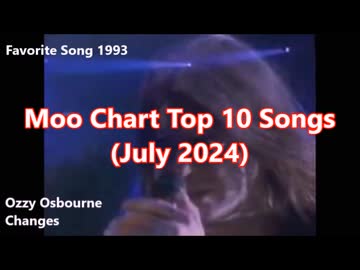 Favorite Song 1993
Moo Chart Top 10 Songs
(July 2024)
Ozzy Osbourne
Changes